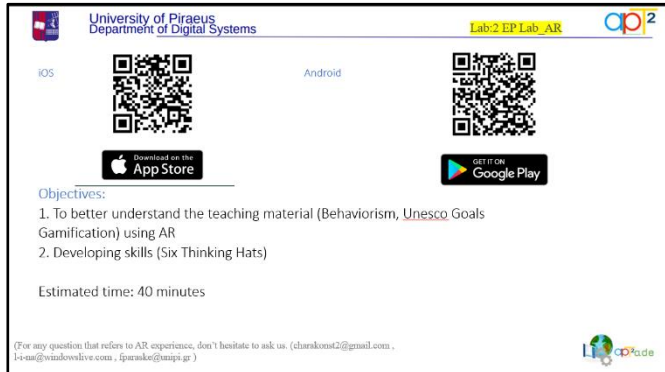 University of Piraeus
Department of Digital Systems
Lab:2 EP Lab_AR
apT²
iOS
Android
Download on the
App Store
GET IT ON
Google Play
Objectives:
1. To better understand the teaching material (Behaviorism, Unesco Goals
Gamification) using AR
2. Developing skills (Six Thinking Hats)
Estimated time: 40 minutes
(For any question that refers to AR experience, don't hesitate to ask us. (charakonst2@gmail.com ,
l-i-na@windowslive.com , fparaske@unipi.gr )